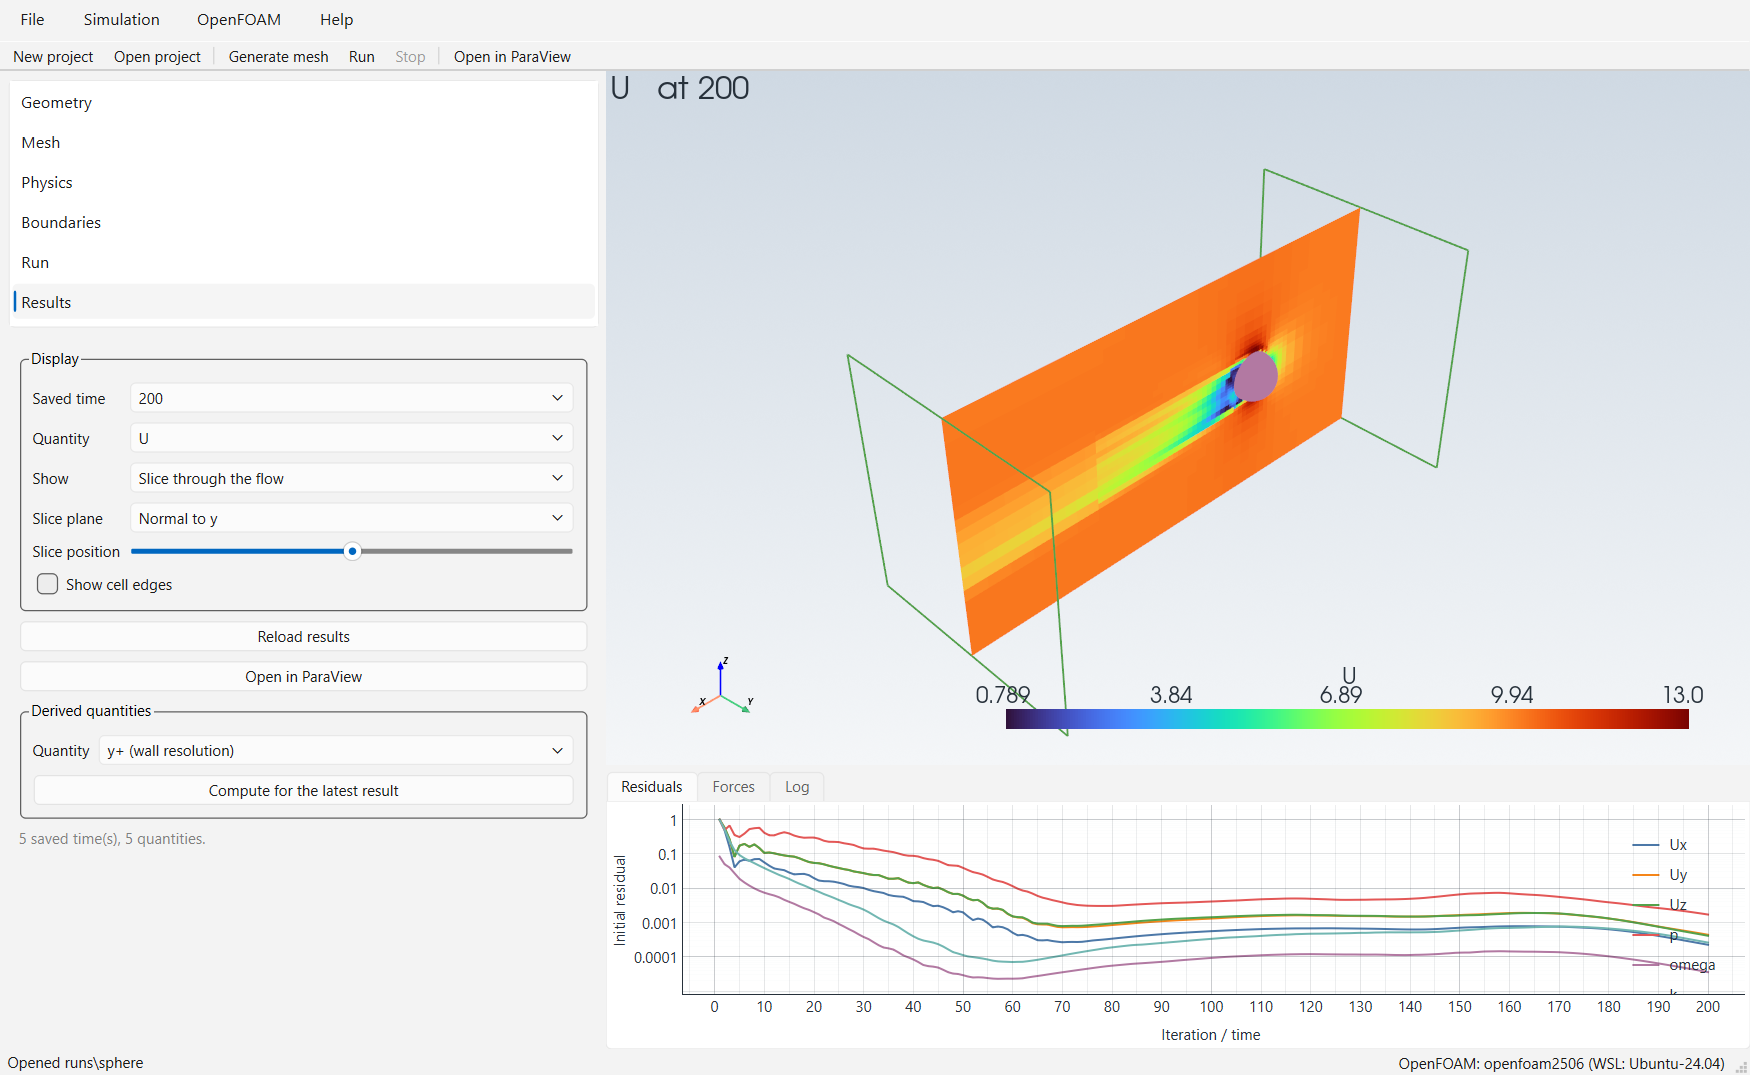 File Simulation OpenFOAM Help
New project Open project Generate mesh Run Stop Open in ParaView
Geometry
Mesh
Physics
Boundaries
Run
Results
Display
Saved time 200
Quantity U
Show Slice through the flow
Slice plane Normal to y
Slice position
Show cell edges
Reload results
Open in ParaView
Derived quantities
Quantity y+ (wall resolution)
Compute for the latest result
5 saved time(s), 5 quantities.
U at 200
Z
X Y
U
0.789 3.84 6.89 9.94 13.0
Residuals Forces Log
Initial residual
1
0.1
0.01
0.001
0.0001
Ux
Uy
Uz
p
omega
k
0 10 20 30 40 50 60 70 80 90 100 110 120 130 140 150 160 170 180 190 200
Iteration / time
Opened runs\sphere
OpenFOAM: openfoam2506 (WSL: Ubuntu-24.04)